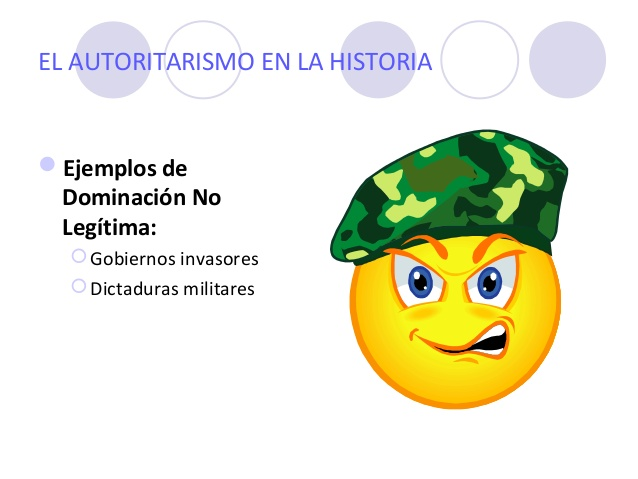 EL AUTORITARISMO EN LA HISTORIA
Ejemplos de
Dominación No
Legítima:
Gobiernos invasores
Dictaduras militares